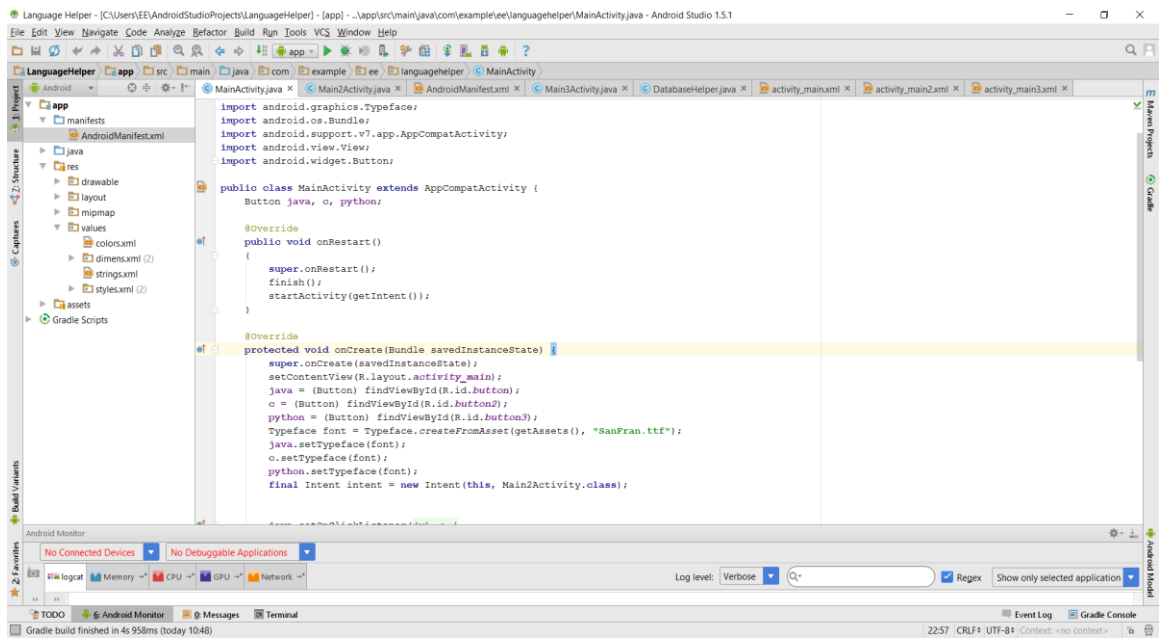 Language Helper - [C:\Users\EE\AndroidStudioProjects\LanguageHelper] - [app] - ...\app\src\main\java\com\example\ee\languagehelper\MainActivity.java - Android Studio 1.5.1
File Edit View Navigate Code Analyze Refactor Build Run Tools VCS Window Help
app
LanguageHelper app src main java com example ee languagehelper MainActivity
Android
MainActivity.java Main2Activity.java AndroidManifest.xml Main3Activity.java DatabaseHelper.java activity_main.xml activity_main2.xml activity_main3.xml
1: Project
Z: Structure
Captures
Build Variants
2: Favorites
app
manifests
AndroidManifest.xml
java
res
drawable
layout
mipmap
values
colors.xml
dimens.xml (2)
strings.xml
styles.xml (2)
assets
Gradle Scripts
import android.graphics.Typeface;
import android.os.Bundle;
import android.support.v7.app.AppCompatActivity;
import android.view.View;
import android.widget.Button;
public class MainActivity extends AppCompatActivity {
Button java, c, python;
@Override
public void onRestart()
{
super.onRestart();
finish();
startActivity(getIntent());
}
@Override
protected void onCreate(Bundle savedInstanceState) {
super.onCreate(savedInstanceState);
setContentView(R.layout.activity_main);
java = (Button) findViewById(R.id.button);
c = (Button) findViewById(R.id.button2);
python = (Button) findViewById(R.id.button3);
Typeface font = Typeface.createFromAsset(getAssets(), "SanFran.ttf");
java.setTypeface(font);
c.setTypeface(font);
python.setTypeface(font);
final Intent intent = new Intent(this, Main2Activity.class);
Maven Projects
Gradle
Android Model
Android Monitor
No Connected Devices No Debuggable Applications
logcat Memory CPU GPU Network Log level: Verbose Regex Show only selected application
TODO 6: Android Monitor 0: Messages Terminal Event Log Gradle Console
Gradle build finished in 4s 958ms (today 10:48) 22:57 CRLF UTF-8 Context: <no context>